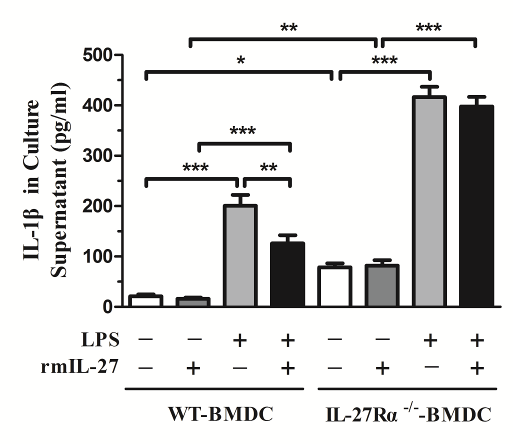 ** ***
500 * ***
400
300 ***
*** **
200
100
0
IL-1β in Culture
Supernatant (pg/ml)
LPS − − + + − − + +
rmIL-27 − + − + − + − +
WT-BMDC IL-27Rα -/- -BMDC